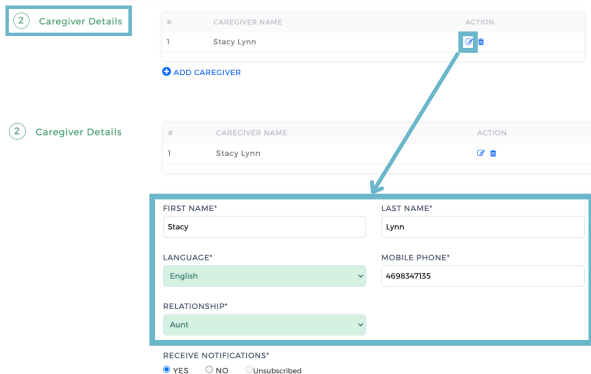 2 Caregiver Details
# CAREGIVER NAME ACTION
1 Stacy Lynn
ADD CAREGIVER
2 Caregiver Details
# CAREGIVER NAME ACTION
1 Stacy Lynn
FIRST NAME* LAST NAME*
Stacy Lynn
LANGUAGE* MOBILE PHONE*
English 4698347135
RELATIONSHIP*
Aunt
RECEIVE NOTIFICATIONS*
YES NO Unsubscribed